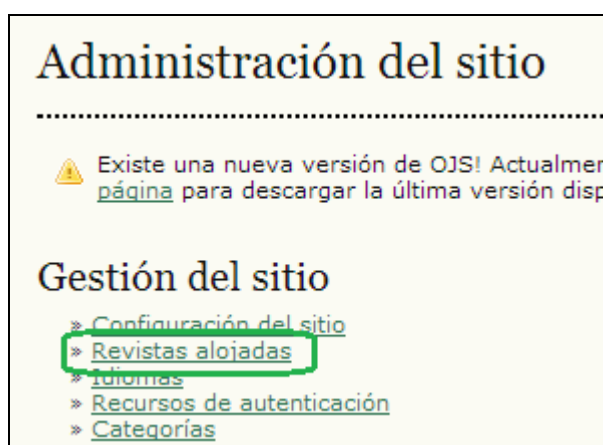 Administración del sitio
Existe una nueva versión de OJS! Actualmen
página para descargar la última versión disp
Gestión del sitio
» Configuración del sitio
» Revistas alojadas
» Idiomas
» Recursos de autenticación
» Categorías